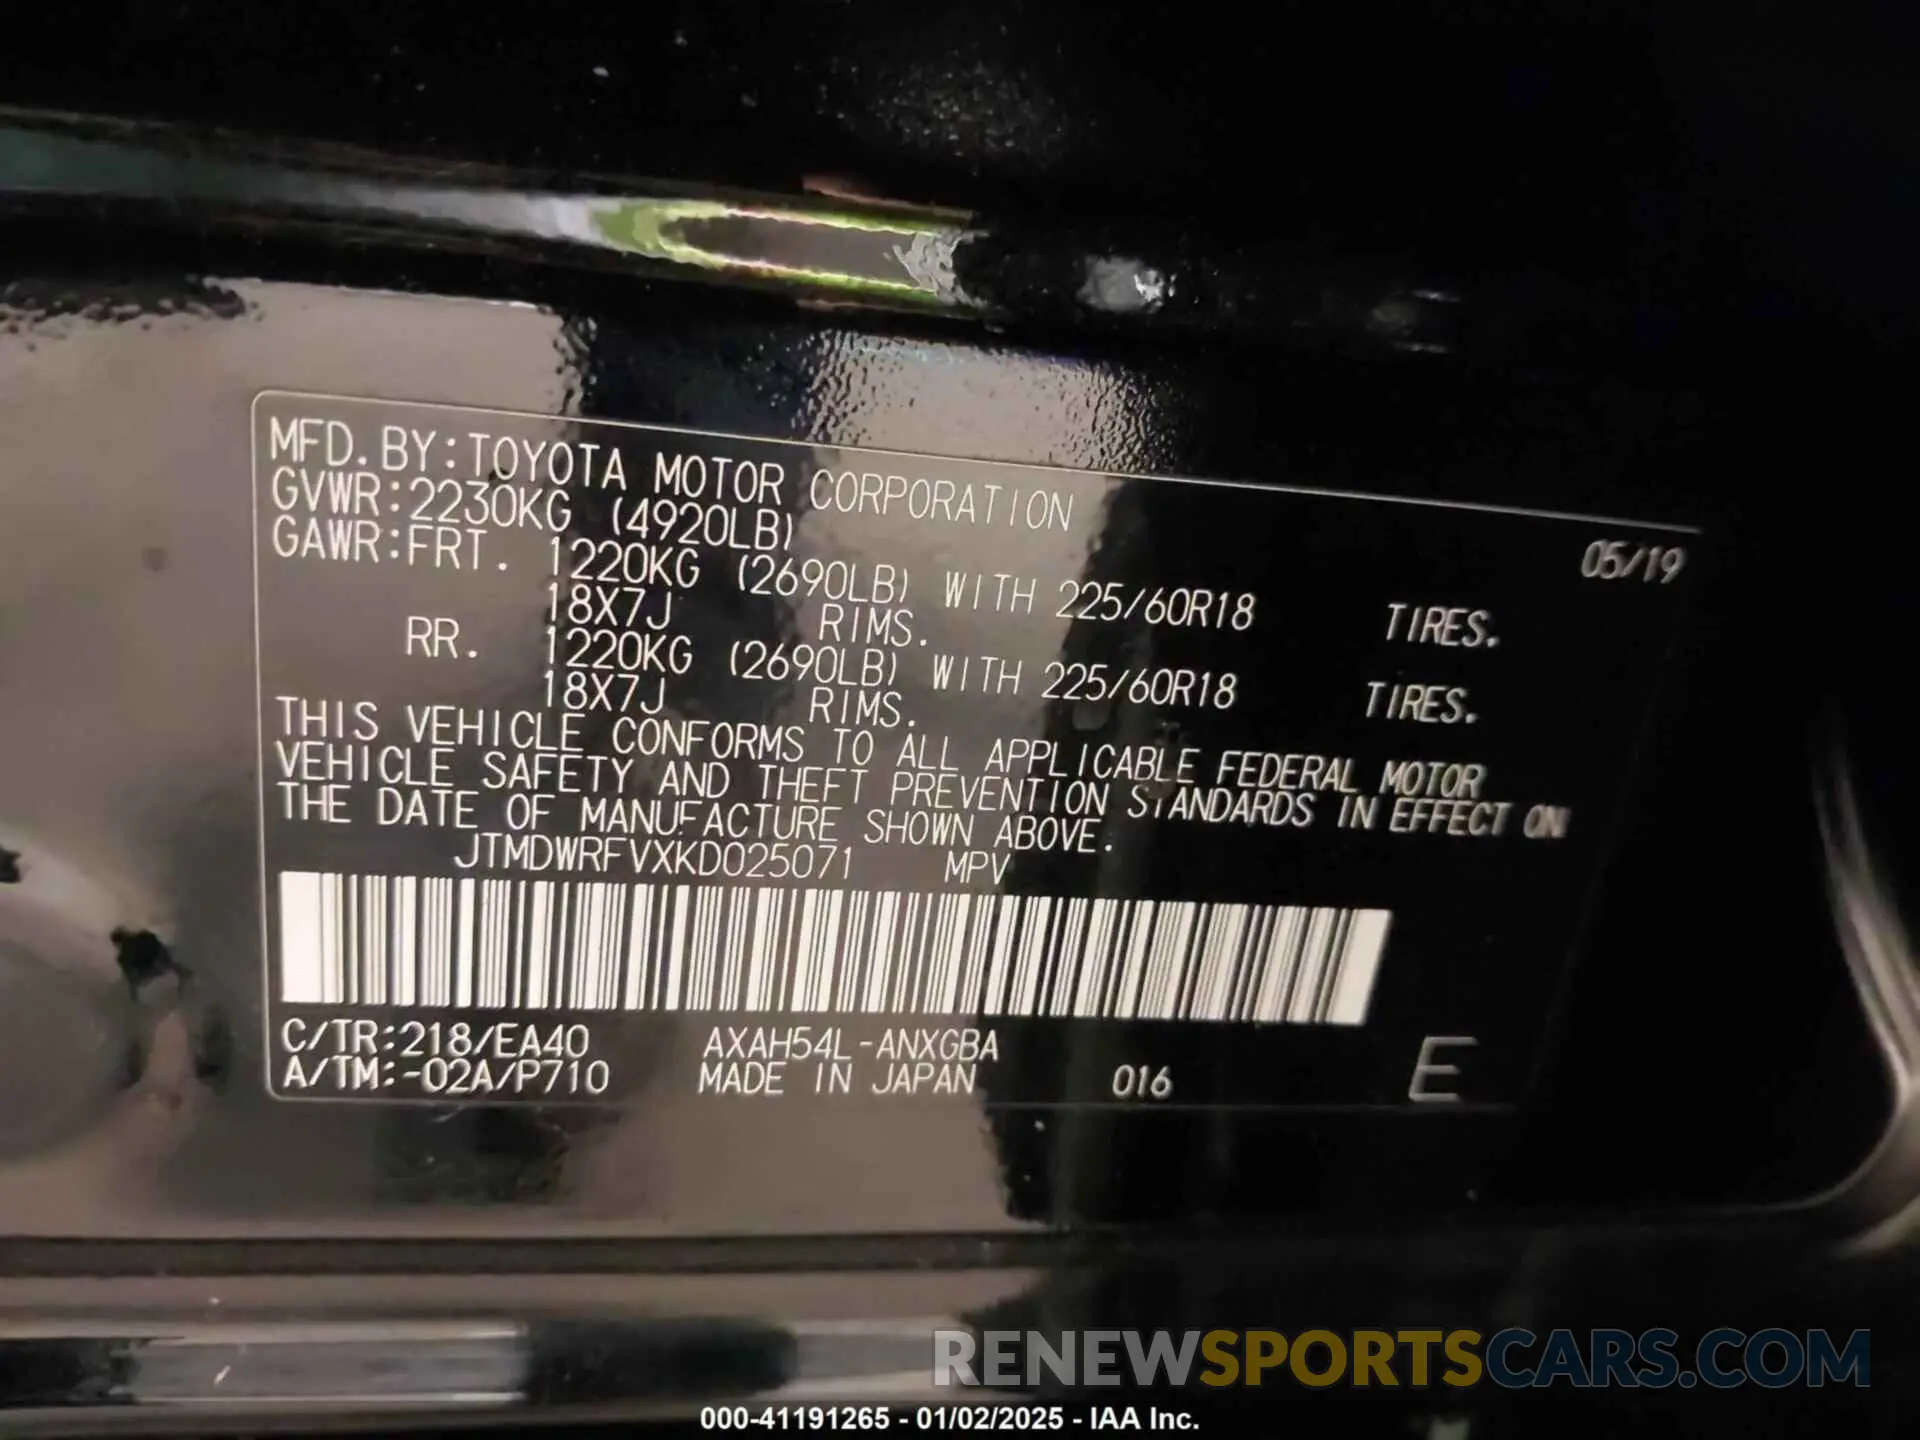 MFD.BY:TOYOTA MOTOR CORPORATION 05/19
GVWR:2230KG (4920LB)
GAWR:FRT. 1220KG (2690LB) WITH 225/60R18 TIRES.
18X7J RIMS.
RR. 1220KG (2690LB) WITH 225/60R18 TIRES.
18X7J RIMS.
THIS VEHICLE CONFORMS TO ALL APPLICABLE FEDERAL MOTOR
VEHICLE SAFETY AND THEFT PREVENTION STANDARDS IN EFFECT ON
THE DATE OF MANUFACTURE SHOWN ABOVE.
JTMDWRFVXKD025071 MPV
C/TR:218/EA40 AXAH54L-ANXGBA
A/TM:-02A/P710 MADE IN JAPAN 016 E
RENEWSPORTSCARS.COM
000-41191265 - 01/02/2025 - IAA Inc.